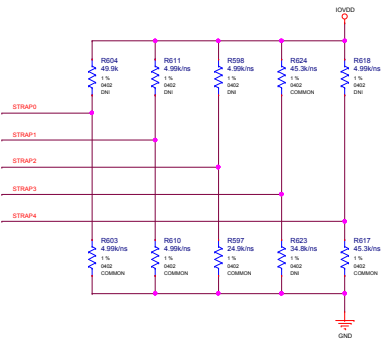 IOVDD
R604
49.9k
1 %
0402
DNI
R611
4.99k/ns
1 %
0402
DNI
R598
4.99k/ns
1 %
0402
DNI
R624
45.3k/ns
1 %
0402
COMMON
R618
4.99k/ns
1 %
0402
DNI
STRAP0
STRAP1
STRAP2
STRAP3
STRAP4
R603
4.99k/ns
1 %
0402
COMMON
R610
4.99k/ns
1 %
0402
COMMON
R597
24.9k/ns
1 %
0402
COMMON
R623
34.8k/ns
1 %
0402
DNI
R617
45.3k/ns
1 %
0402
COMMON
GND